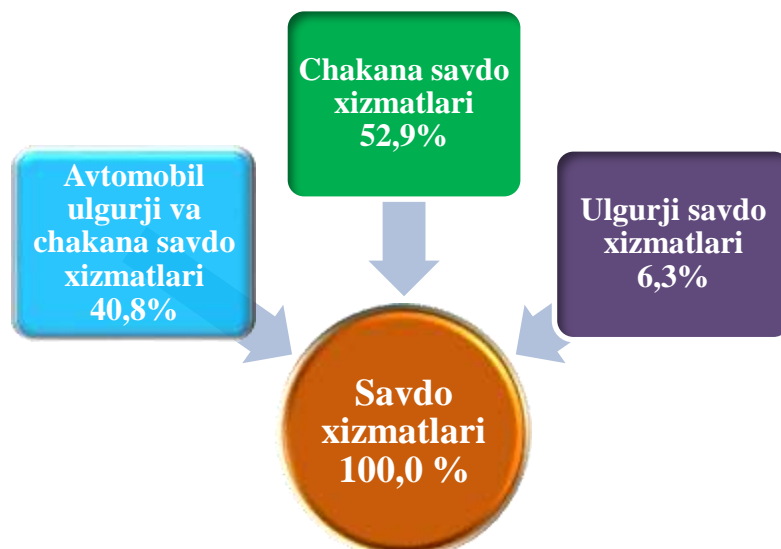 Chakana savdo
xizmatlari
52,9%
Avtomobil
ulgurji va
chakana savdo
xizmatlari
40,8%
Ulgurji savdo
xizmatlari
6,3%
Savdo
xizmatlari
100,0 %